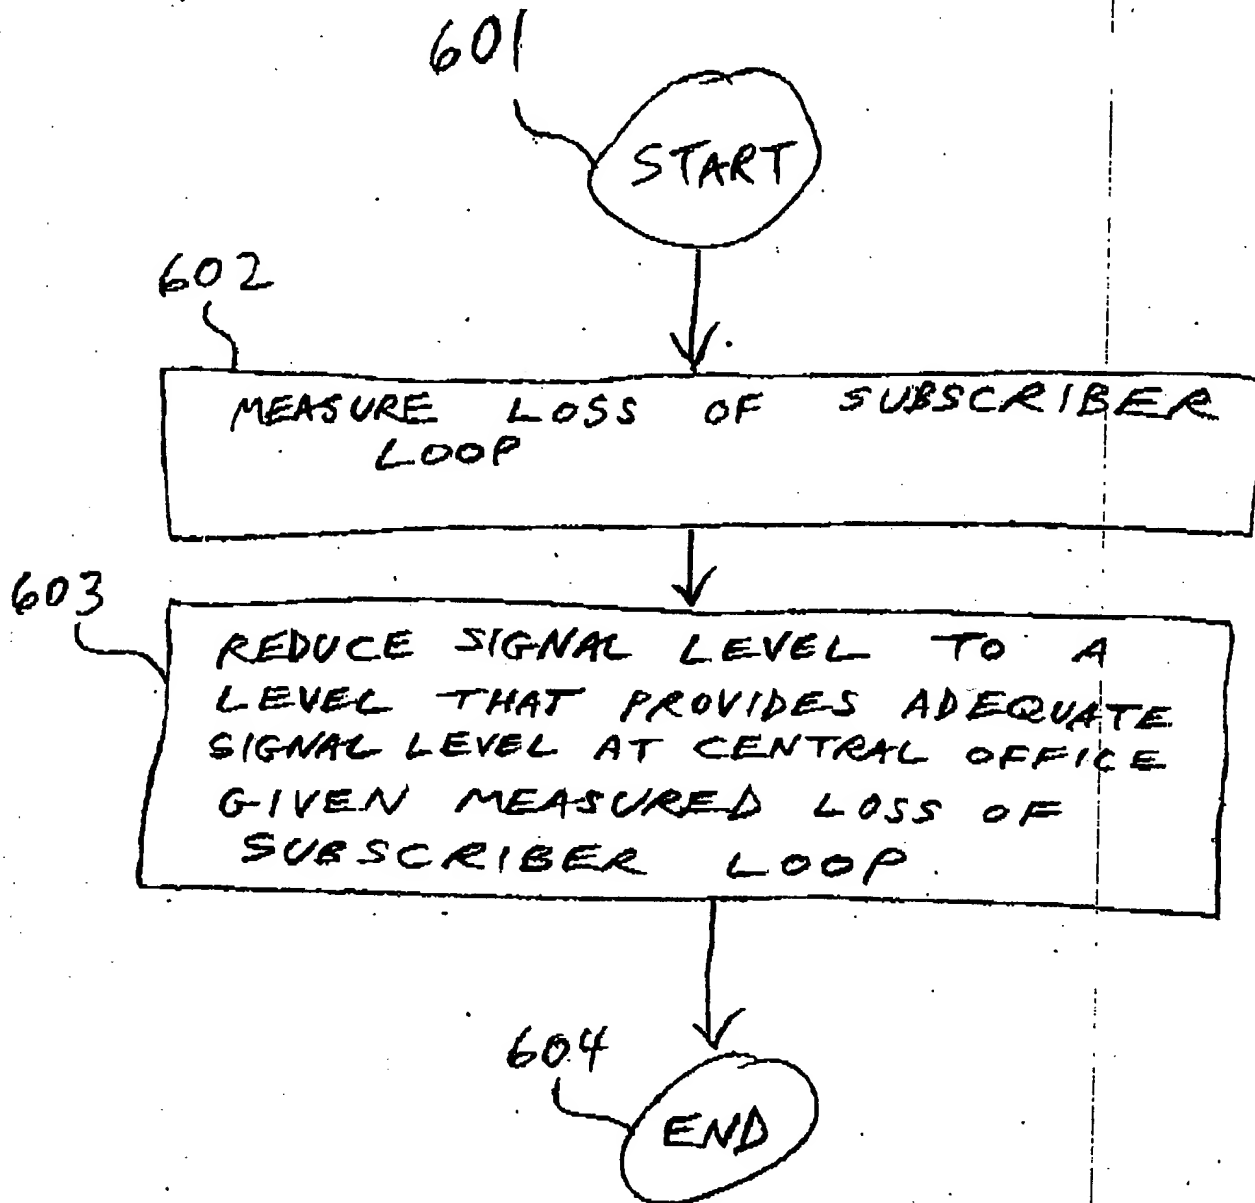 601
START
602
MEASURE LOSS OF SUBSCRIBER
LOOP
603
REDUCE SIGNAL LEVEL TO A
LEVEL THAT PROVIDES ADEQUATE
SIGNAL LEVEL AT CENTRAL OFFICE
GIVEN MEASURED LOSS OF
SUBSCRIBER LOOP
604
END